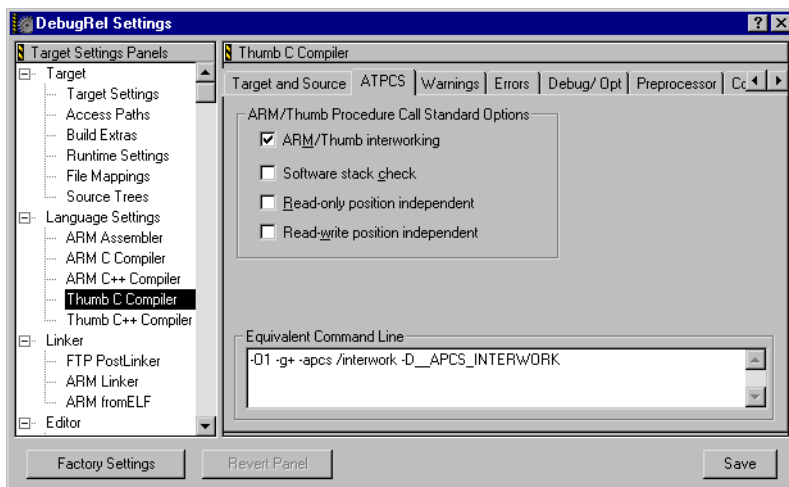 DebugRel Settings
Target Settings Panels
Target
Target Settings
Access Paths
Build Extras
Runtime Settings
File Mappings
Source Trees
Language Settings
ARM Assembler
ARM C Compiler
ARM C++ Compiler
Thumb C Compiler
Thumb C++ Compiler
Linker
FTP PostLinker
ARM Linker
ARM fromELF
Editor
Thumb C Compiler
Target and Source ATPCS Warnings Errors Debug/ Opt Preprocessor
ARM/Thumb Procedure Call Standard Options
ARM/Thumb interworking
Software stack check
Read-only position independent
Read-write position independent
Equivalent Command Line
-O1 -g+ -apcs /interwork -D__APCS_INTERWORK
Factory Settings Revert Panel Save